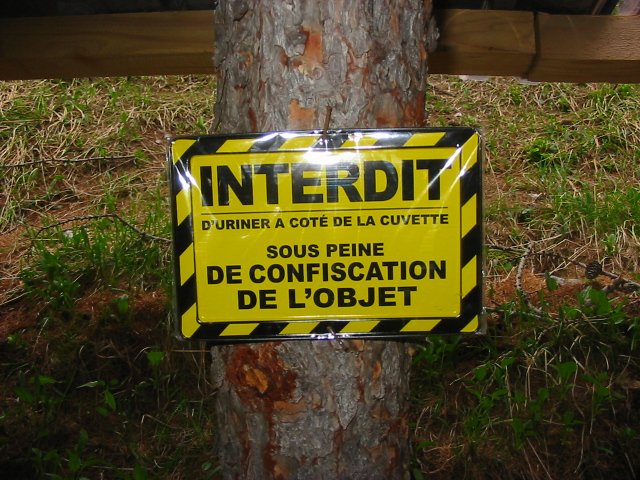 INTERDIT
D'URINER A COTÉ DE LA CUVETTE
SOUS PEINE
DE CONFISCATION
DE L'OBJET